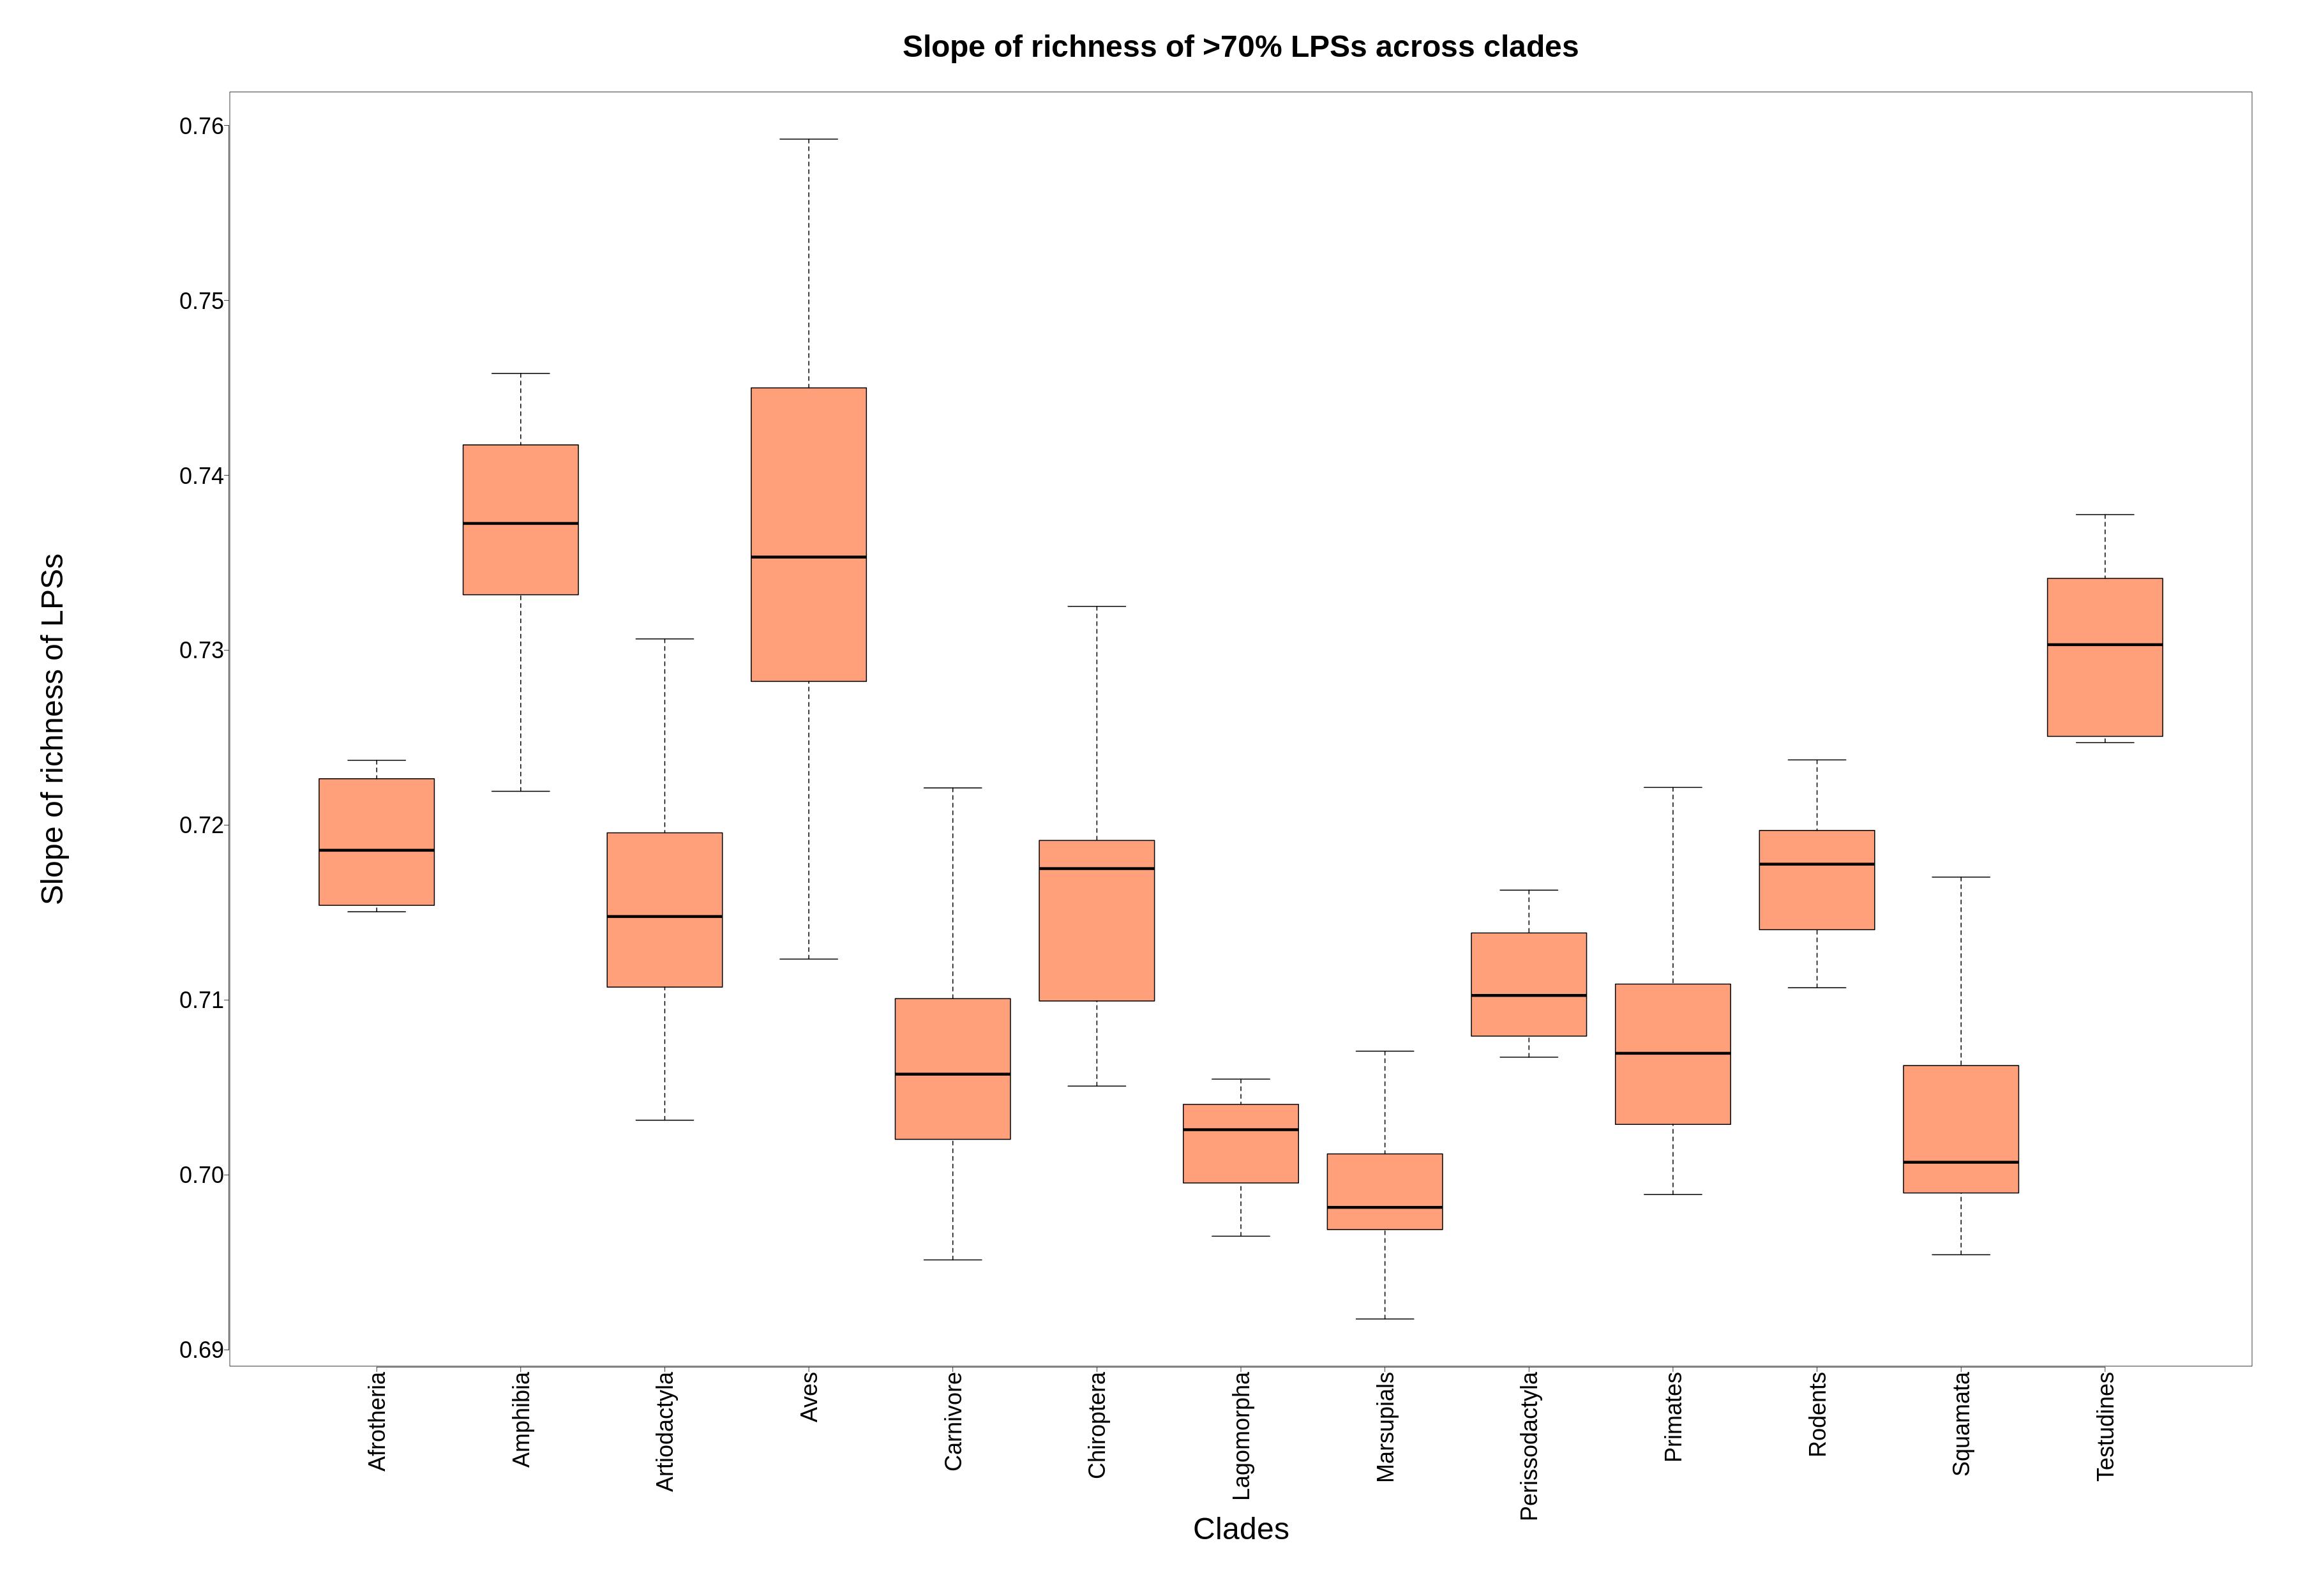 Slope of richness of >70% LPSs across clades
Slope of richness of LPSs
0.76
0.75
0.74
0.73
0.72
0.71
0.70
0.69
Afrotheria
Amphibia
Artiodactyla
Aves
Carnivore
Chiroptera
Lagomorpha
Marsupials
Perissodactyla
Primates
Rodents
Squamata
Testudines
Clades